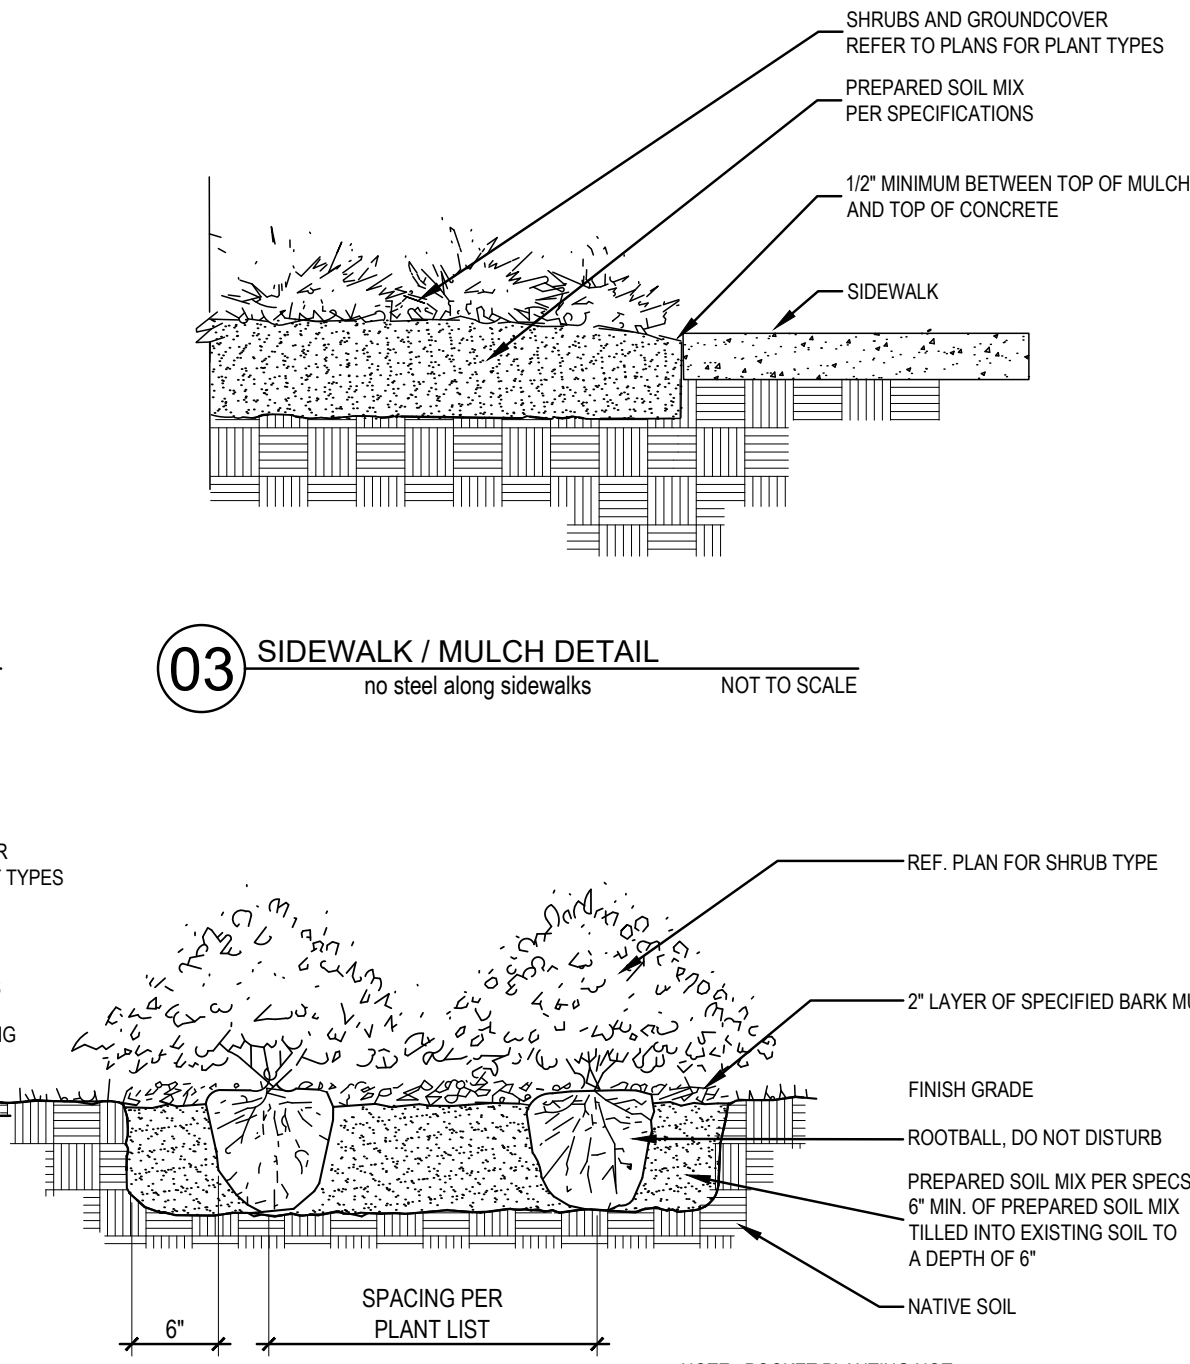 SHRUBS AND GROUNDCOVER
REFER TO PLANS FOR PLANT TYPES
PREPARED SOIL MIX
PER SPECIFICATIONS
1/2" MINIMUM BETWEEN TOP OF MULCH
AND TOP OF CONCRETE
SIDEWALK
03
SIDEWALK / MULCH DETAIL
no steel along sidewalks
NOT TO SCALE
TYPES
REF. PLAN FOR SHRUB TYPE
2" LAYER OF SPECIFIED BARK
FINISH GRADE
ROOTBALL, DO NOT DISTURB
PREPARED SOIL MIX PER SPECS
6" MIN. OF PREPARED SOIL MIX
TILLED INTO EXISTING SOIL TO
A DEPTH OF 6"
NATIVE SOIL
SPACING PER
PLANT LIST
6"